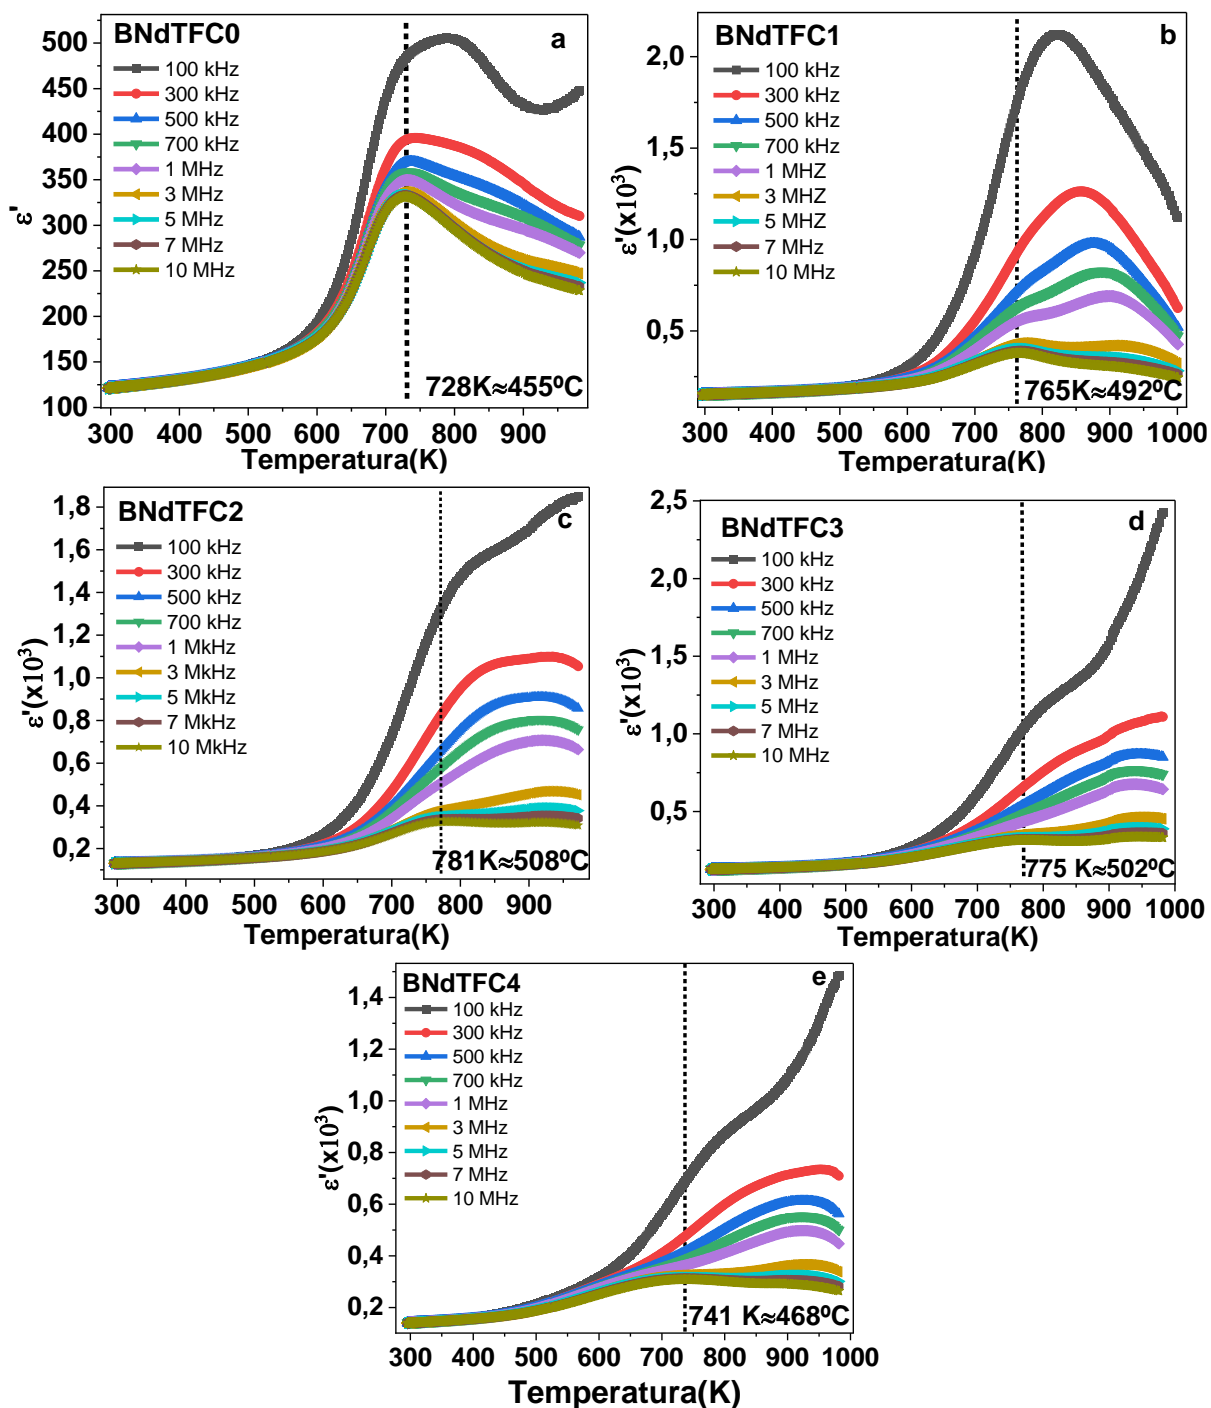 BNdTFC0
a
100 kHz
300 kHz
500 kHz
700 kHz
1 MHz
3 MHz
5 MHz
7 MHz
10 MHz
500
450
400
350
300
250
200
150
100
ε'
728K≈455ºC
300 400 500 600 700 800 900
Temperatura(K)
BNdTFC1
b
100 kHz
300 kHz
500 kHz
700 kHz
1 MHZ
3 MHZ
5 MHZ
7 MHz
10 MHz
2,0
1,5
1,0
0,5
ε'(x10³)
765K≈492ºC
300 400 500 600 700 800 900 1000
Temperatura(K)
BNdTFC2
c
100 kHz
300 kHz
500 kHz
700 kHz
1 MkHz
3 MkHz
5 MkHz
7 MkHz
10 MkHz
1,8
1,6
1,4
1,2
1,0
0,8
0,6
0,4
0,2
ε'(x10³)
781K≈508ºC
100 200 300 400 500 600 700 800 900
Temperatura(K)
BNdTFC3
d
100 kHz
300 kHz
500 kHz
700 kHz
1 MHz
3 MHz
5 MHz
7 MHz
10 MHz
2,5
2,0
1,5
1,0
0,5
ε'(x10³)
775 K≈502ºC
300 400 500 600 700 800 900 1000
Temperatura(K)
BNdTFC4
e
100 kHz
300 kHz
500 kHz
700 kHz
1 MHz
3 MHz
5 MHz
7 MHz
10 MHz
1,4
1,2
1,0
0,8
0,6
0,4
0,2
ε'(x10³)
741 K≈468ºC
300 400 500 600 700 800 900 1000
Temperatura(K)